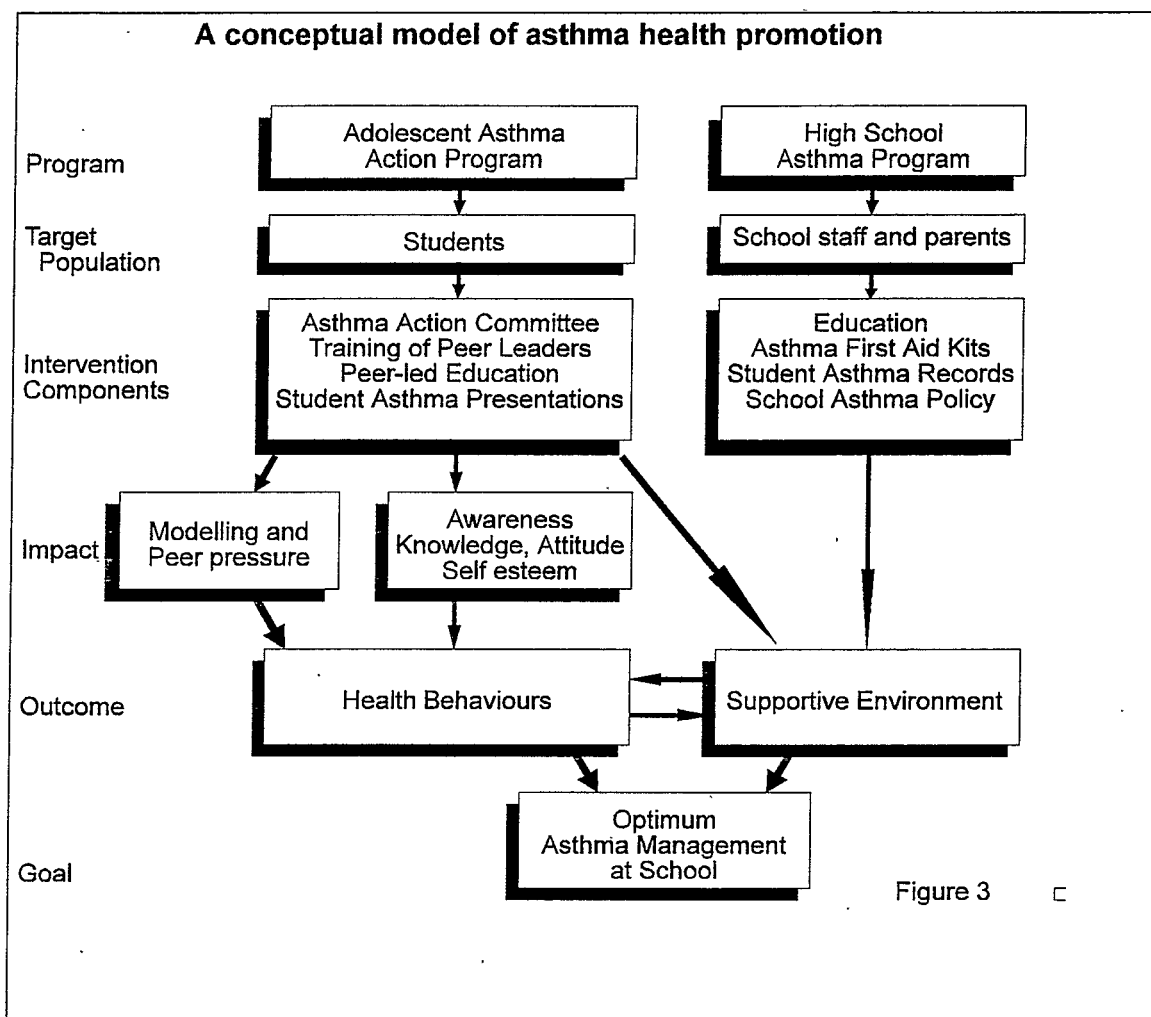 A conceptual model of asthma health promotion
Program
Adolescent Asthma
Action Program
High School
Asthma Program
Target
Population
Students
School staff and parents
Intervention
Components
Asthma Action Committee
Training of Peer Leaders
Peer-led Education
Student Asthma Presentations
Education
Asthma First Aid Kits
Student Asthma Records
School Asthma Policy
Impact
Modelling and
Peer pressure
Awareness
Knowledge, Attitude
Self esteem
Outcome
Health Behaviours
Supportive Environment
Goal
Optimum
Asthma Management
at School
Figure 3